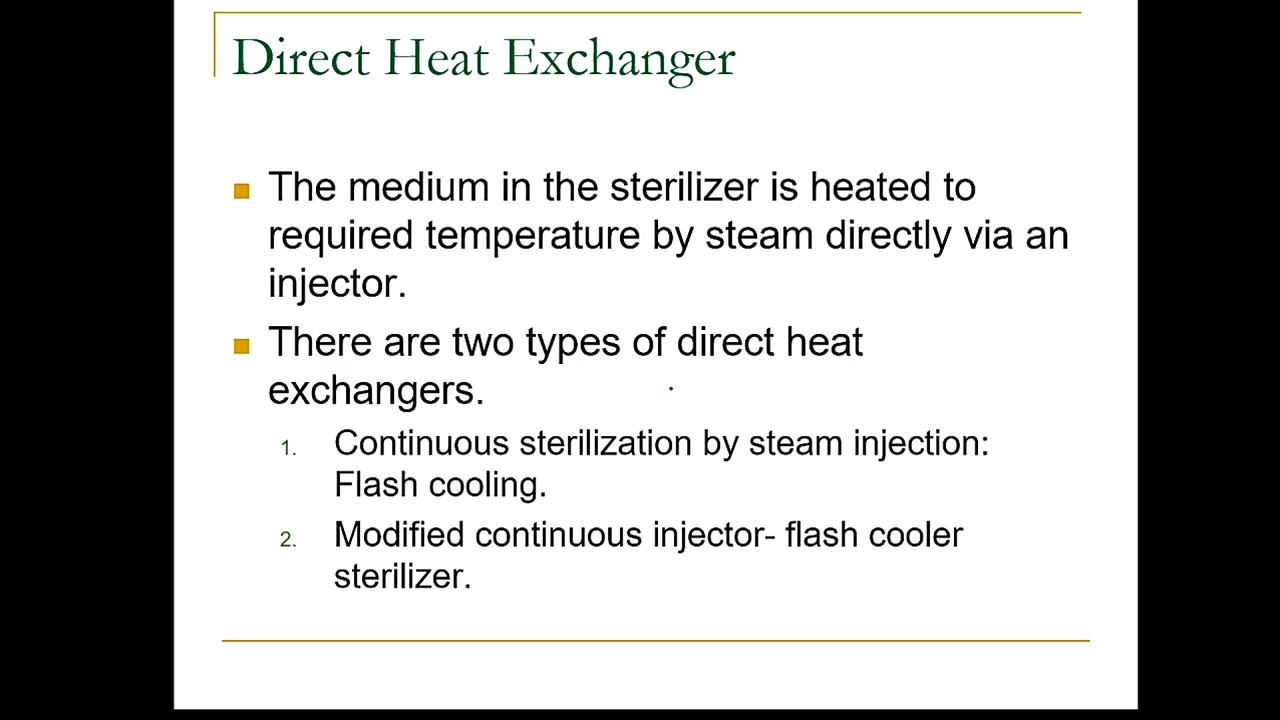 Direct Heat Exchanger
The medium in the sterilizer is heated to
required temperature by steam directly via an
injector.
There are two types of direct heat
exchangers.
1. Continuous sterilization by steam injection:
Flash cooling.
2. Modified continuous injector- flash cooler
sterilizer.